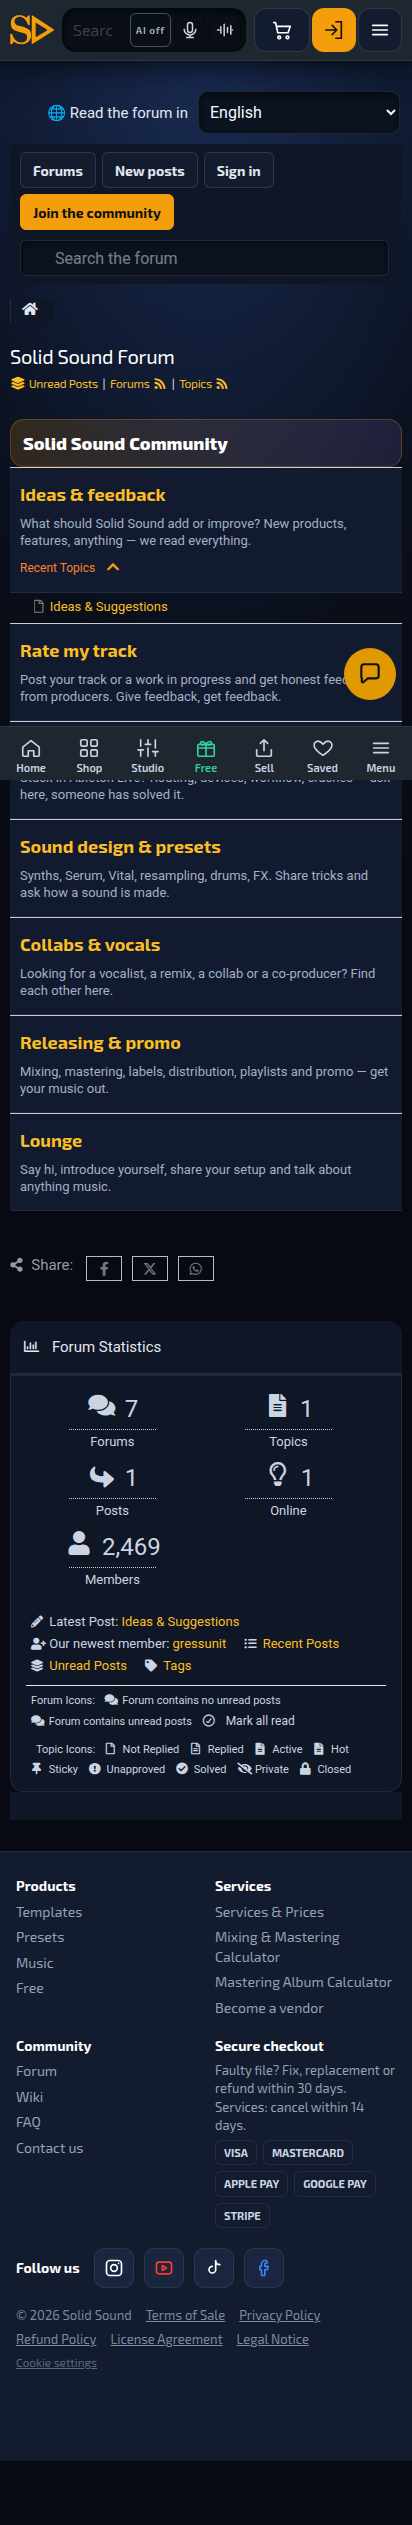 SD
Searc
AI off
Read the forum in
English
Forums
New posts
Sign in
Join the community
Search the forum
Solid Sound Forum
Unread Posts | Forums | Topics
Solid Sound Community
Ideas & feedback
What should Solid Sound add or improve? New products,
features, anything — we read everything.
Recent Topics
Ideas & Suggestions
Rate my track
Post your track or a work in progress and get honest
from producers. Give feedback, get feedback.
Home
Shop
Studio
Free
Sell
Saved
Menu
here, someone has solved it.
Sound design & presets
Synths, Serum, Vital, resampling, drums, FX. Share tricks and
ask how a sound is made.
Collabs & vocals
Looking for a vocalist, a remix, a collab or a co-producer? Find
each other here.
Releasing & promo
Mixing, mastering, labels, distribution, playlists and promo — get
your music out.
Lounge
Say hi, introduce yourself, share your setup and talk about
anything music.
Share:
Forum Statistics
7
Forums
1
Topics
1
Posts
1
Online
2,469
Members
Latest Post: Ideas & Suggestions
Our newest member: gressunit
Recent Posts
Unread Posts
Tags
Forum Icons:
Forum contains no unread posts
Forum contains unread posts
Mark all read
Topic Icons:
Not Replied
Replied
Active
Hot
Sticky
Unapproved
Solved
Private
Closed
Products
Templates
Presets
Music
Free
Services
Services & Prices
Mixing & Mastering
Calculator
Mastering Album Calculator
Become a vendor
Community
Forum
Wiki
FAQ
Contact us
Secure checkout
Faulty file? Fix, replacement or
refund within 30 days.
Services: cancel within 14
days.
VISA
MASTERCARD
APPLE PAY
GOOGLE PAY
STRIPE
Follow us
© 2026 Solid Sound
Terms of Sale
Privacy Policy
Refund Policy
License Agreement
Legal Notice
Cookie settings